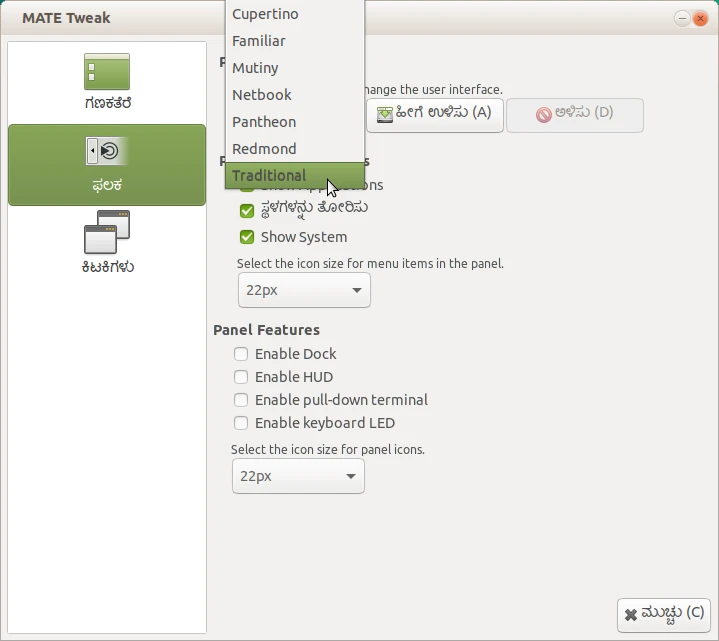 MATE Tweak
ಗಣಕತೆರೆ
ಫಲಕ
ಕಿಟಕಿಗಳು
Cupertino
Familiar
Mutiny
Netbook
Pantheon
Redmond
Traditional
hange the user interface.
ಹೀಗೆ ಉಳಿಸು (A)
ಅಳಿಸು (D)
Show Applications
ಸ್ಥಳಗಳನ್ನು ತೋರಿಸು
Show System
Select the icon size for menu items in the panel.
22px
Panel Features
Enable Dock
Enable HUD
Enable pull-down terminal
Enable keyboard LED
Select the icon size for panel icons.
22px
ಮುಚ್ಚು (C)